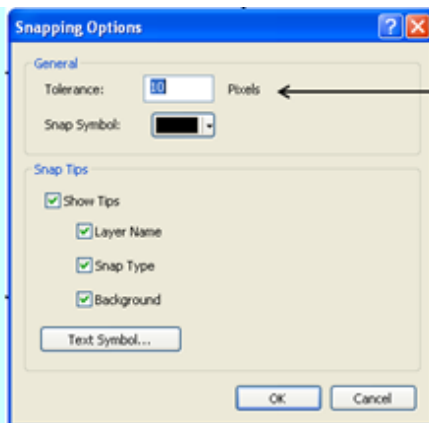 Snapping Options
General
Tolerance: 10 Pixels
Snap Symbol:
Snap Tips
Show Tips
Layer Name
Snap Type
Background
Text Symbol...
OK Cancel